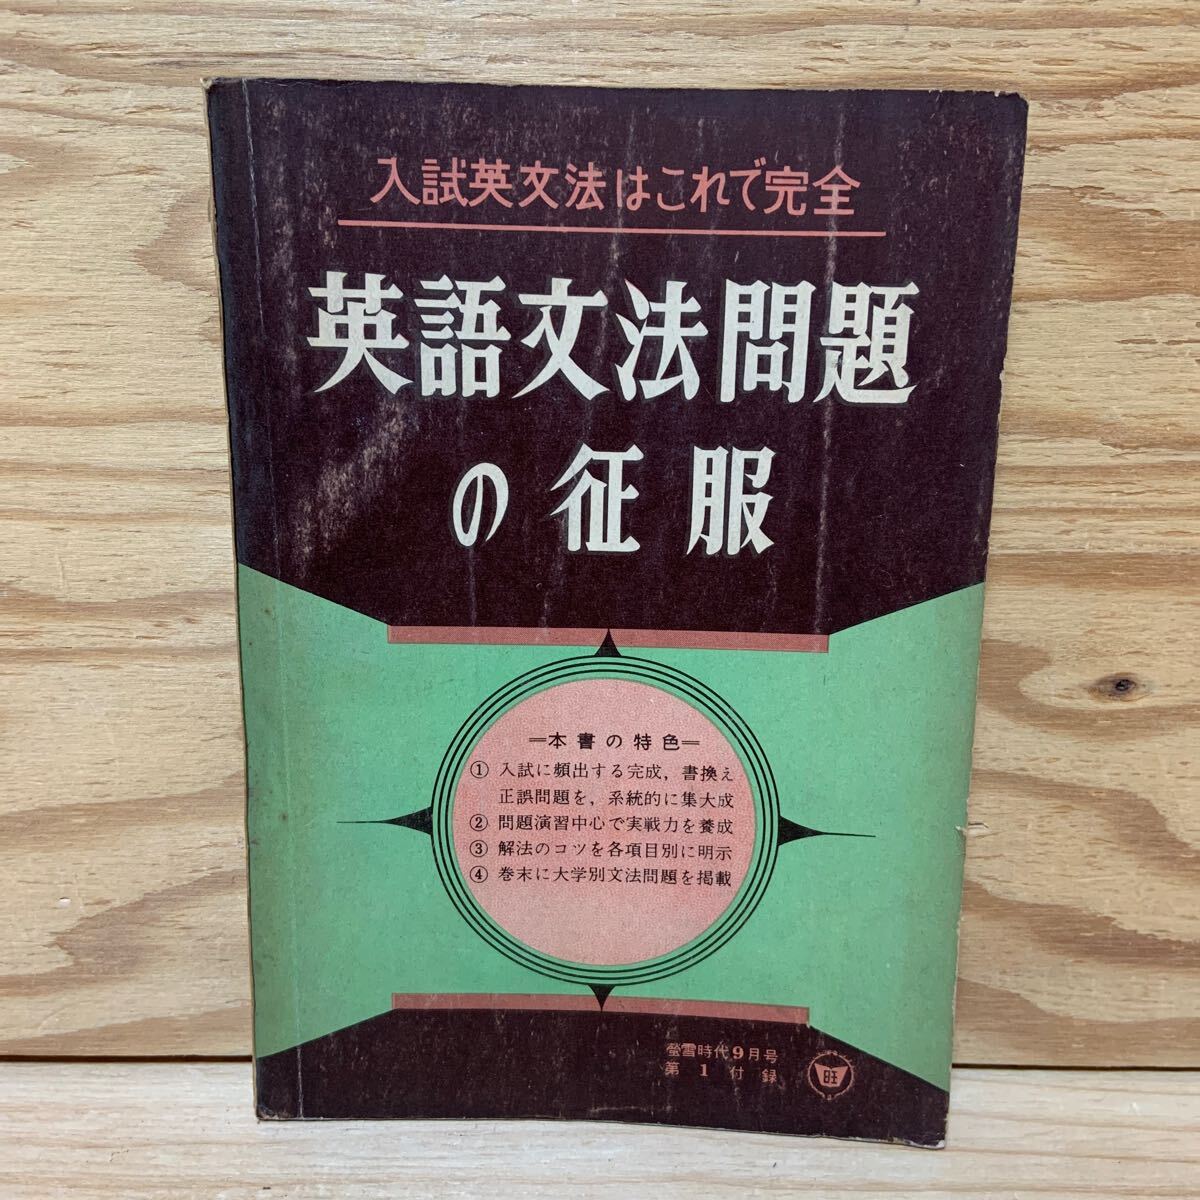 入試英文法はこれで完全
英語文法問題
の征服
＝本書の特色＝
① 入試に頻出する完成，書換え
正誤問題を，系統的に集大成
② 問題演習中心で実戦力を養成
③ 解法のコツを各項目別に明示
④ 巻末に大学別文法問題を掲載
螢雪時代9月号
第1付録
旺